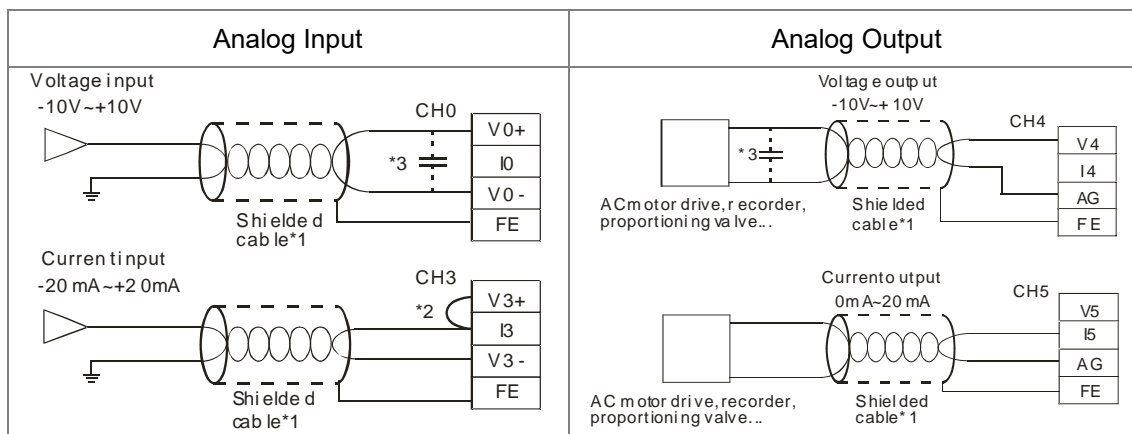 Analog Input
Analog Output
Voltage input
-10V~+10V
CH0
V0+
*3
I0
V0-
Shielded
cable*1
FE
Current input
-20 mA~+20mA
CH3
V3+
*2
I3
V3-
FE
Shielded
cable*1
Voltage output
-10V~+10V
CH4
V4
*3
I4
AG
AC motor drive, recorder,
proportioning valve...
Shielded
cable*1
FE
Current output
0mA~20mA
CH5
V5
I5
AG
FE
AC motor drive, recorder,
proportioning valve...
Shielded
cable*1